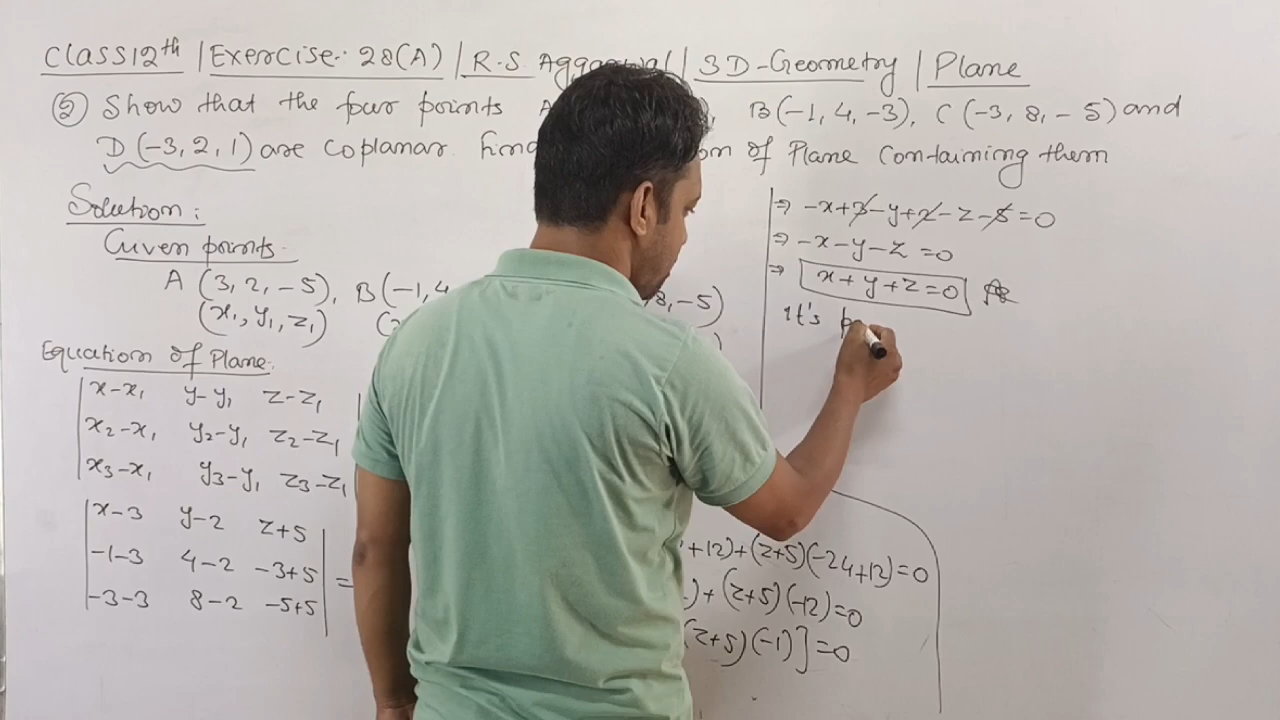 Class12th | Exercise: 28(A) | R.S. Aggarwal | 3D-Geometry | Plane
⑤ Show that the four points A B(-1, 4, -3), C(-3, 8, -5) and
D(-3, 2, 1) are coplanar. Find of Plane containing them
Solution:
Given points.
A (3, 2, -5), B(-1, 4 8, -5)
(x₁, y₁, z₁)
Equation of Plane.
x-x₁ y-y₁ z-z₁
x₂-x₁ y₂-y₁ z₂-z₁
x₃-x₁ y₃-y₁ z₃-z₁
x-3 y-2 z+5
-1-3 4-2 -3+5 =
-3-3 8-2 -5+5
+12)+(z+5)(-24+12)=0
)+(z+5)(-12)=0
(z+5)(-1)]=0
⇒ -x+3-y+2-z-5=0
⇒ -x-y-z=0
⇒ x+y+z=0
It's